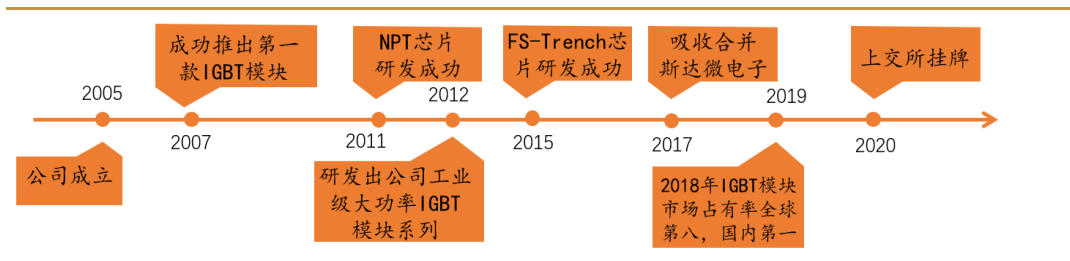 成功推出第一
款IGBT模块
NPT芯片
研发成功
FS-Trench芯
片研发成功
吸收合并
斯达微电子
上交所挂牌
2005
2012
2019
2007
2011
2015
2017
2020
公司成立
研发出公司工业
级大功率IGBT
模块系列
2018年IGBT模块
市场占有率全球
第八，国内第一